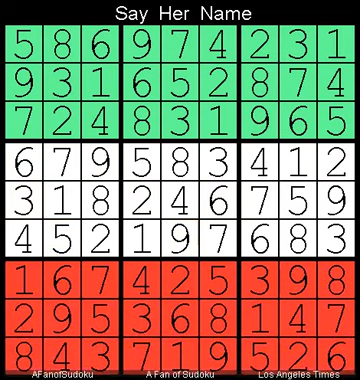 Say Her Name
5 8 6 9 7 4 2 3 1
9 3 1 6 5 2 8 7 4
7 2 4 8 3 1 9 6 5
6 7 9 5 8 3 4 1 2
3 1 8 2 4 6 7 5 9
4 5 2 1 9 7 6 8 3
1 6 7 4 2 5 3 9 8
2 9 5 3 6 8 1 4 7
8 4 3 7 1 9 5 2 6
AFanofSudoku A Fan of Sudoku Los Angeles Times